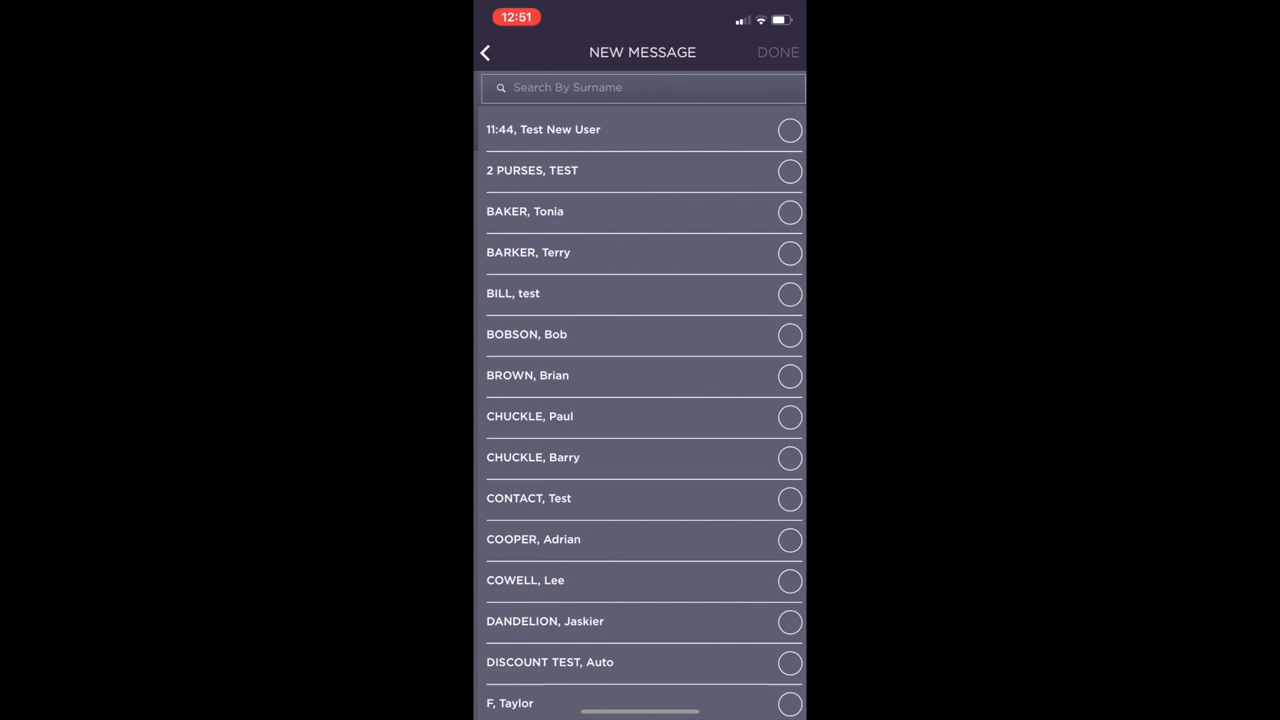 12:51
NEW MESSAGE
DONE
Search By Surname
11:44, Test New User
2 PURSES, TEST
BAKER, Tonia
BARKER, Terry
BILL, test
BOBSON, Bob
BROWN, Brian
CHUCKLE, Paul
CHUCKLE, Barry
CONTACT, Test
COOPER, Adrian
COWELL, Lee
DANDELION, Jaskier
DISCOUNT TEST, Auto
F, Taylor